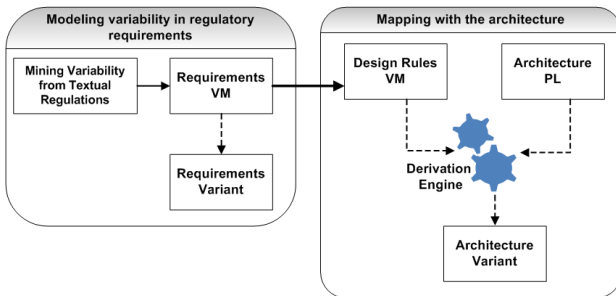 Modeling variability in regulatory
requirements
Mining Variability
from Textual
Regulations
Requirements
VM
Requirements
Variant
Mapping with the architecture
Design Rules
VM
Architecture
PL
Derivation
Engine
Architecture
Variant